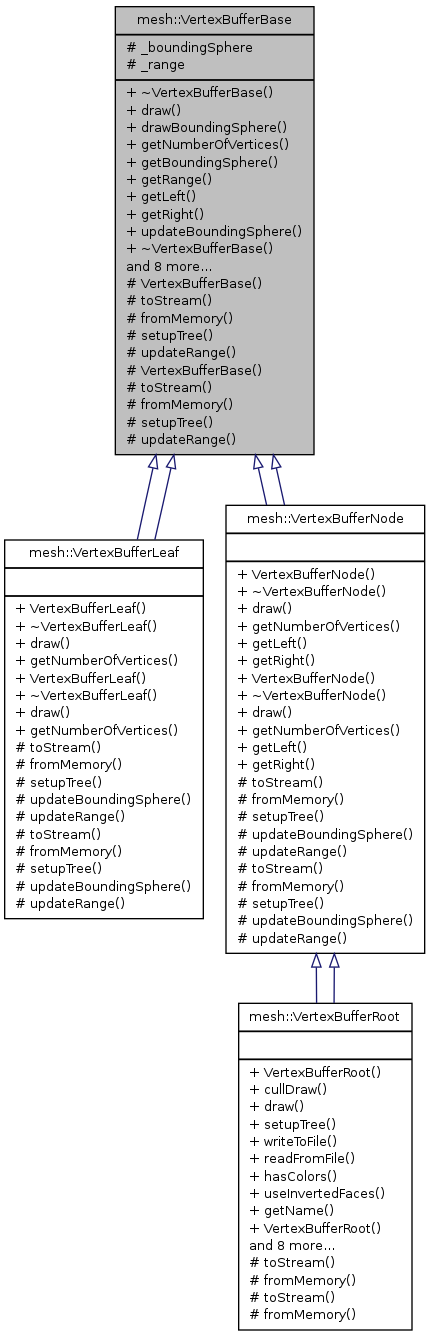 mesh::VertexBufferBase
# _boundingSphere
# _range
+ ~VertexBufferBase()
+ draw()
+ drawBoundingSphere()
+ getNumberOfVertices()
+ getBoundingSphere()
+ getRange()
+ getLeft()
+ getRight()
+ updateBoundingSphere()
+ ~VertexBufferBase()
and 8 more...
# VertexBufferBase()
# toStream()
# fromMemory()
# setupTree()
# updateRange()
# VertexBufferBase()
# toStream()
# fromMemory()
# setupTree()
# updateRange()
mesh::VertexBufferLeaf
+ VertexBufferLeaf()
+ ~VertexBufferLeaf()
+ draw()
+ getNumberOfVertices()
+ VertexBufferLeaf()
+ ~VertexBufferLeaf()
+ draw()
+ getNumberOfVertices()
# toStream()
# fromMemory()
# setupTree()
# updateBoundingSphere()
# updateRange()
# toStream()
# fromMemory()
# setupTree()
# updateBoundingSphere()
# updateRange()
mesh::VertexBufferNode
+ VertexBufferNode()
+ ~VertexBufferNode()
+ draw()
+ getNumberOfVertices()
+ getLeft()
+ getRight()
+ VertexBufferNode()
+ ~VertexBufferNode()
+ draw()
+ getNumberOfVertices()
+ getLeft()
+ getRight()
# toStream()
# fromMemory()
# setupTree()
# updateBoundingSphere()
# updateRange()
# toStream()
# fromMemory()
# setupTree()
# updateBoundingSphere()
# updateRange()
mesh::VertexBufferRoot
+ VertexBufferRoot()
+ cullDraw()
+ draw()
+ setupTree()
+ writeToFile()
+ readFromFile()
+ hasColors()
+ useInvertedFaces()
+ getName()
+ VertexBufferRoot()
and 8 more...
# toStream()
# fromMemory()
# toStream()
# fromMemory()